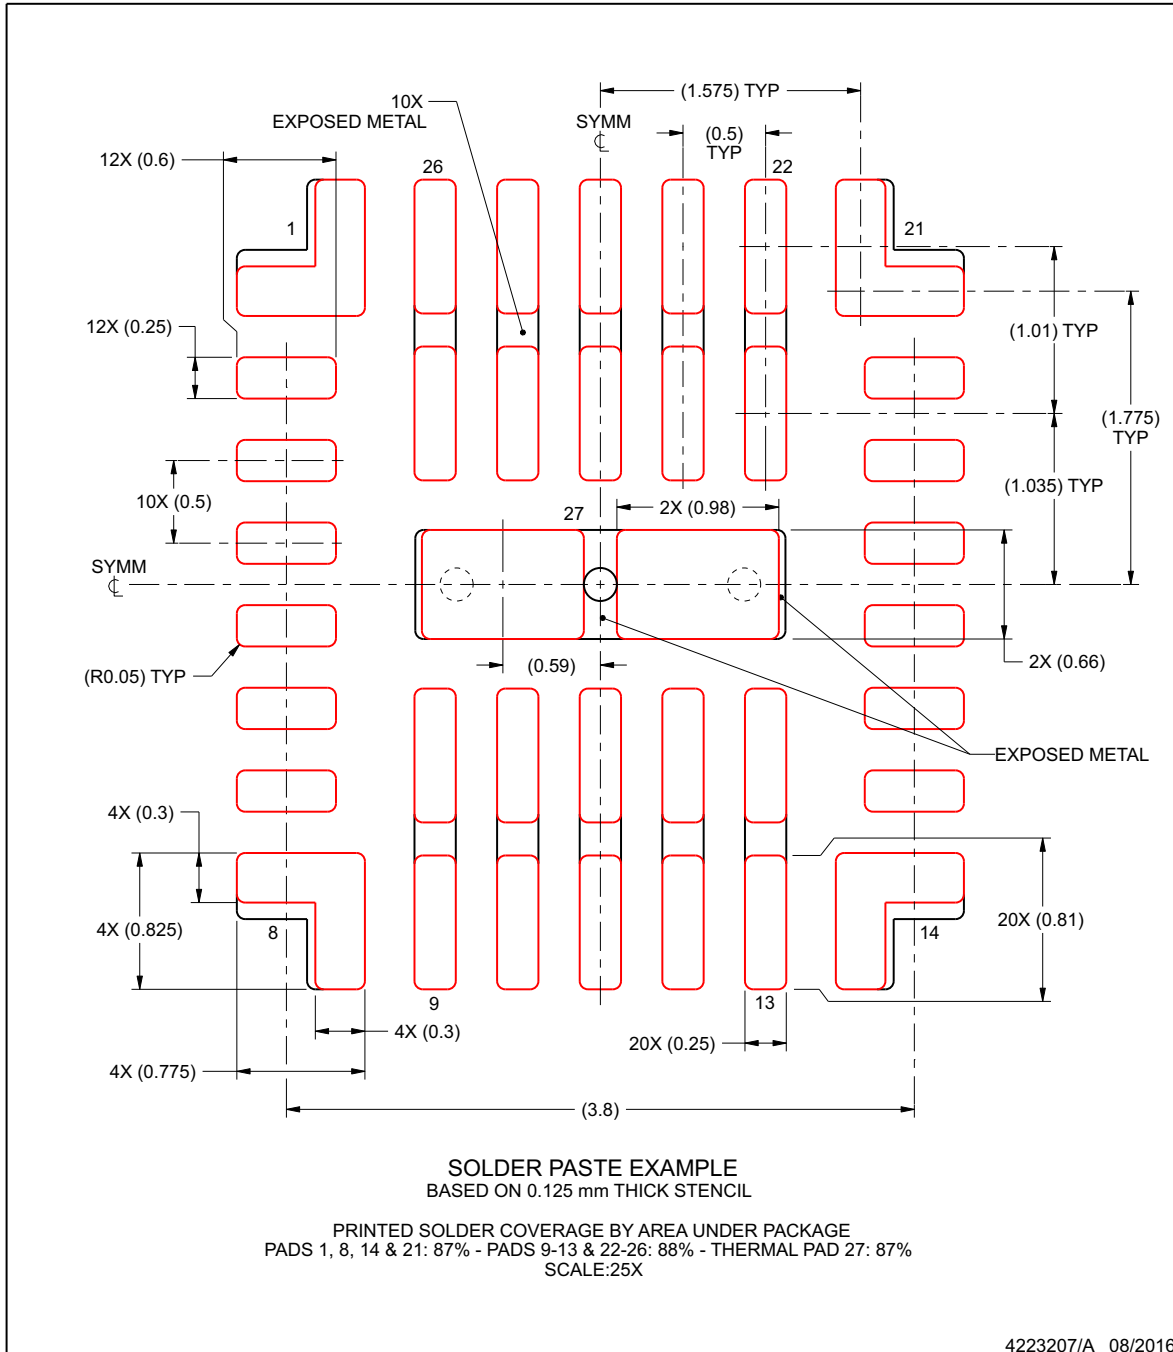 (1.575) TYP
10X
EXPOSED METAL
SYMM
(0.5)
TYP
12X (0.6)
26
22
1
21
12X (0.25)
(1.01) TYP
(1.775)
TYP
10X (0.5)
(1.035) TYP
27
2X (0.98)
SYMM
(R0.05) TYP
(0.59)
2X (0.66)
EXPOSED METAL
4X (0.3)
4X (0.825)
8
14
20X (0.81)
9
13
4X (0.3)
20X (0.25)
4X (0.775)
(3.8)
SOLDER PASTE EXAMPLE
BASED ON 0.125 mm THICK STENCIL
PRINTED SOLDER COVERAGE BY AREA UNDER PACKAGE
PADS 1, 8, 14 & 21: 87% - PADS 9-13 & 22-26: 88% - THERMAL PAD 27: 87%
SCALE:25X
4223207/A 08/2016